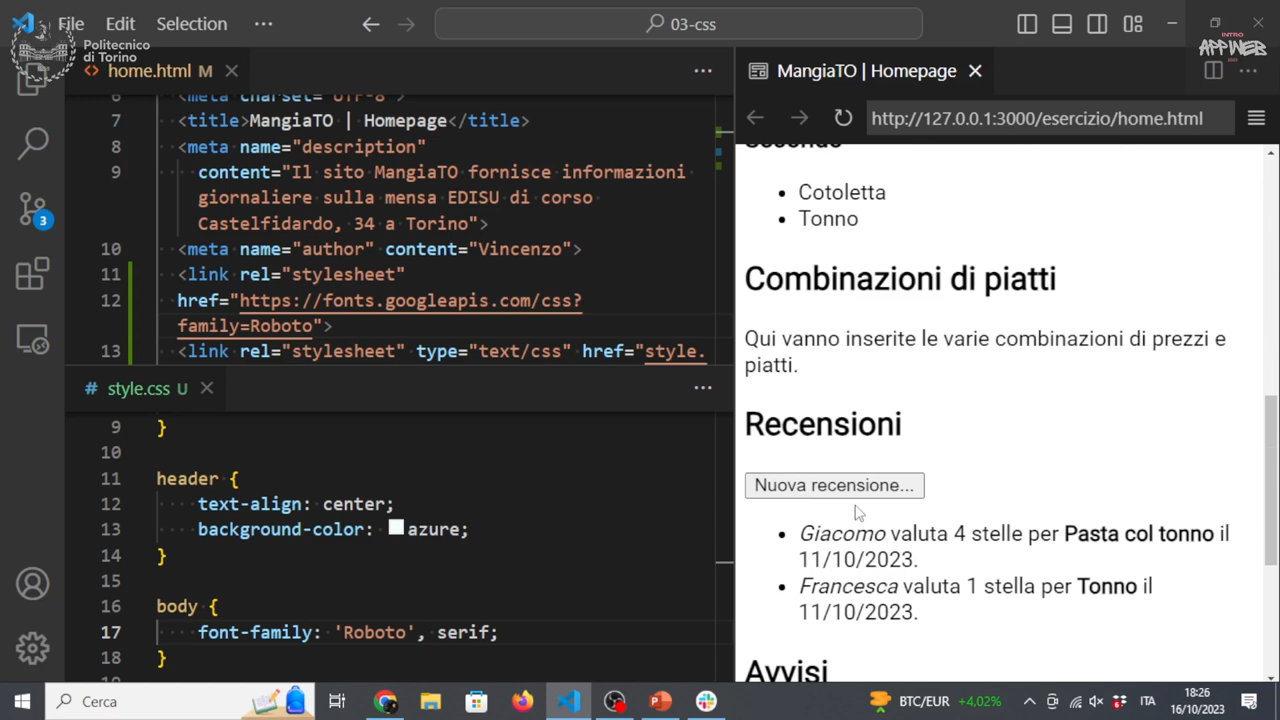 File Edit Selection ··· 03-css
Politecnico
di Torino
INTRO
APPINWEB
home.html M
MangiaTO | Homepage
http://127.0.0.1:3000/esercizio/home.html
7 <title>MangiaTO | Homepage</title>
8 <meta name="description"
9 content="Il sito MangiaTO fornisce informazioni
giornaliere sulla mensa EDISU di corso
Castelfidardo, 34 a Torino">
10 <meta name="author" content="Vincenzo">
11 <link rel="stylesheet"
12 href="https://fonts.googleapis.com/css?
family=Roboto">
13 <link rel="stylesheet" type="text/css" href="style.
# style.css U
9 }
10
11 header {
12 text-align: center;
13 background-color: azure;
14 }
15
16 body {
17 font-family: 'Roboto', serif;
18 }
Secondo
• Cotoletta
• Tonno
Combinazioni di piatti
Qui vanno inserite le varie combinazioni di prezzi e
piatti.
Recensioni
Nuova recensione...
• Giacomo valuta 4 stelle per Pasta col tonno il
11/10/2023.
• Francesca valuta 1 stella per Tonno il
11/10/2023.
Avvisi
3
Cerca
BTC/EUR +4,02%
ITA
18:26
16/10/2023